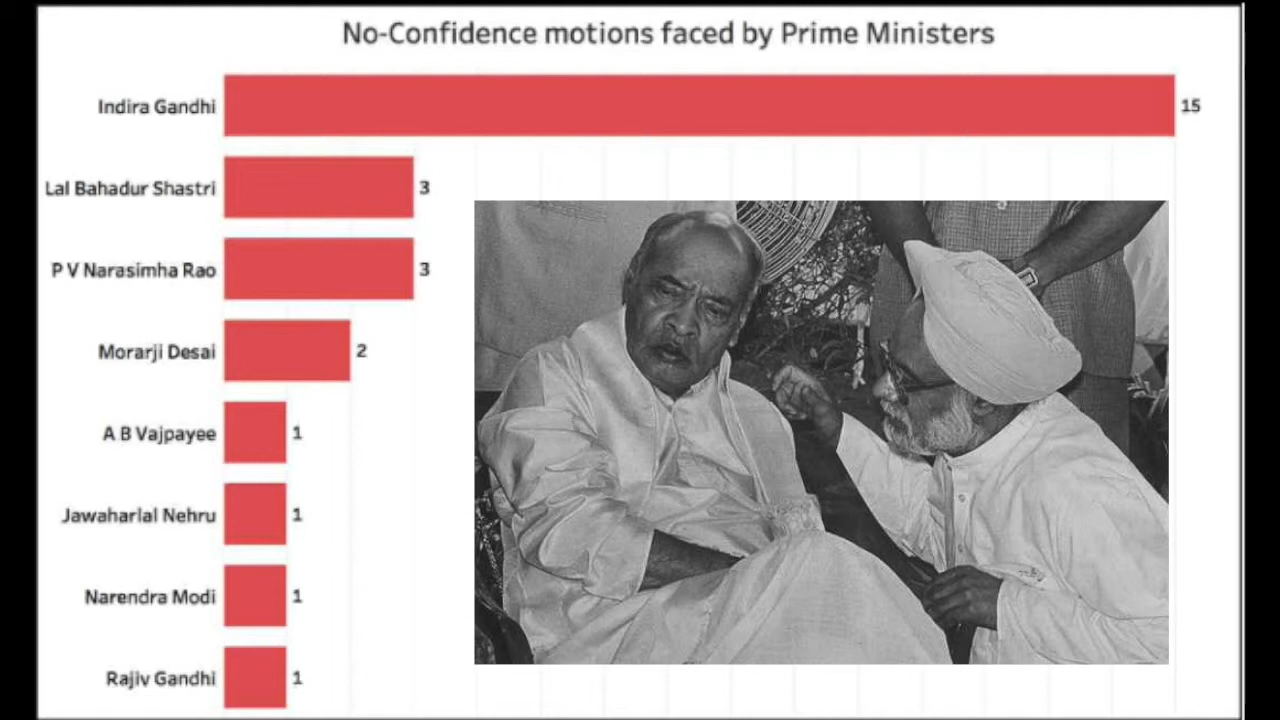 No-Confidence motions faced by Prime Ministers
Indira Gandhi 15
Lal Bahadur Shastri 3
P V Narasimha Rao 3
Morarji Desai 2
A B Vajpayee 1
Jawaharlal Nehru 1
Narendra Modi 1
Rajiv Gandhi 1